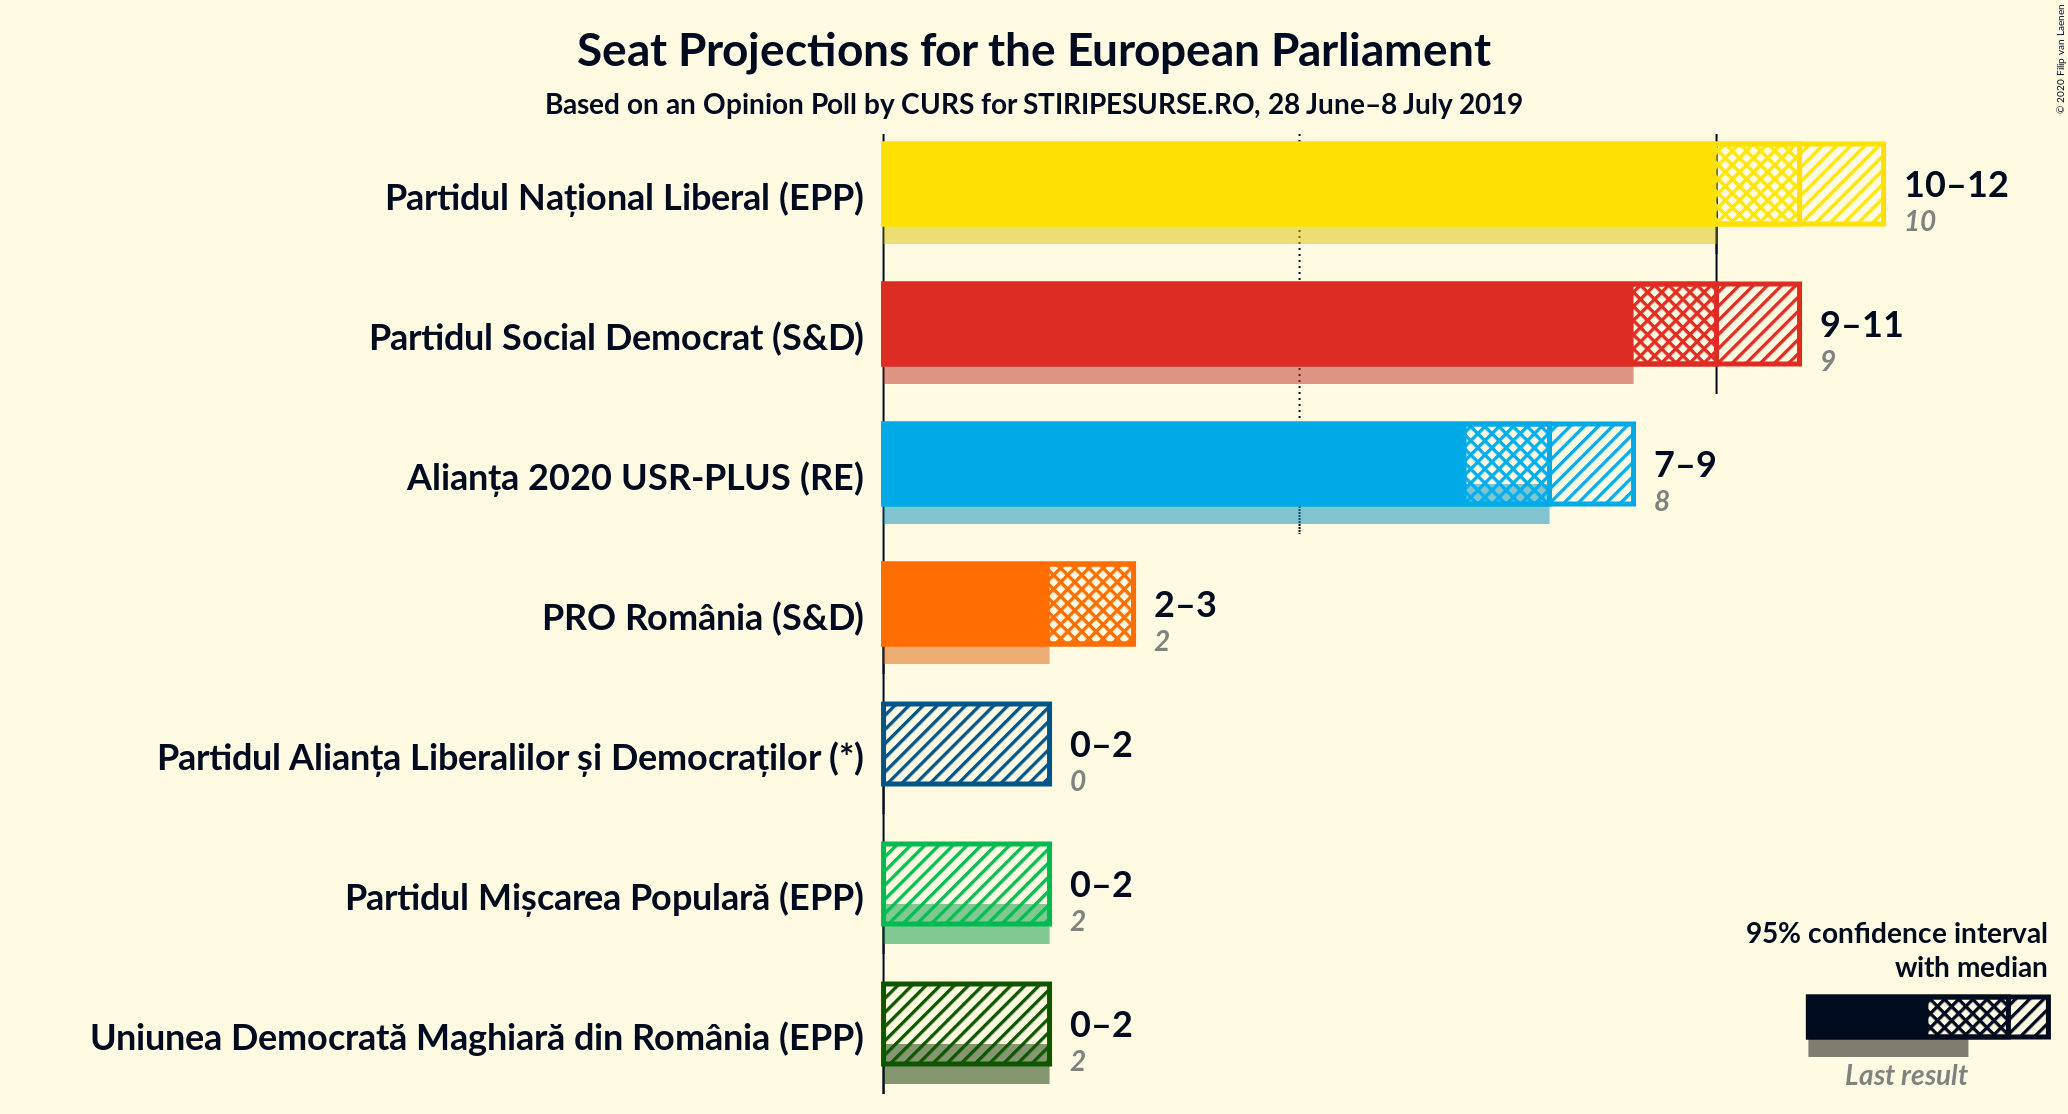 Seat Projections for the European Parliament
Based on an Opinion Poll by CURS for STIRIPESURSE.RO, 28 June–8 July 2019
© 2020 Filip van Laenen
Partidul Național Liberal (EPP)
10–12
10
Partidul Social Democrat (S&D)
9–11
9
Alianța 2020 USR-PLUS (RE)
7–9
8
PRO România (S&D)
2–3
2
Partidul Alianța Liberalilor și Democraților (*)
0–2
0
Partidul Mișcarea Populară (EPP)
0–2
2
Uniunea Democrată Maghiară din România (EPP)
0–2
2
95% confidence interval
with median
Last result